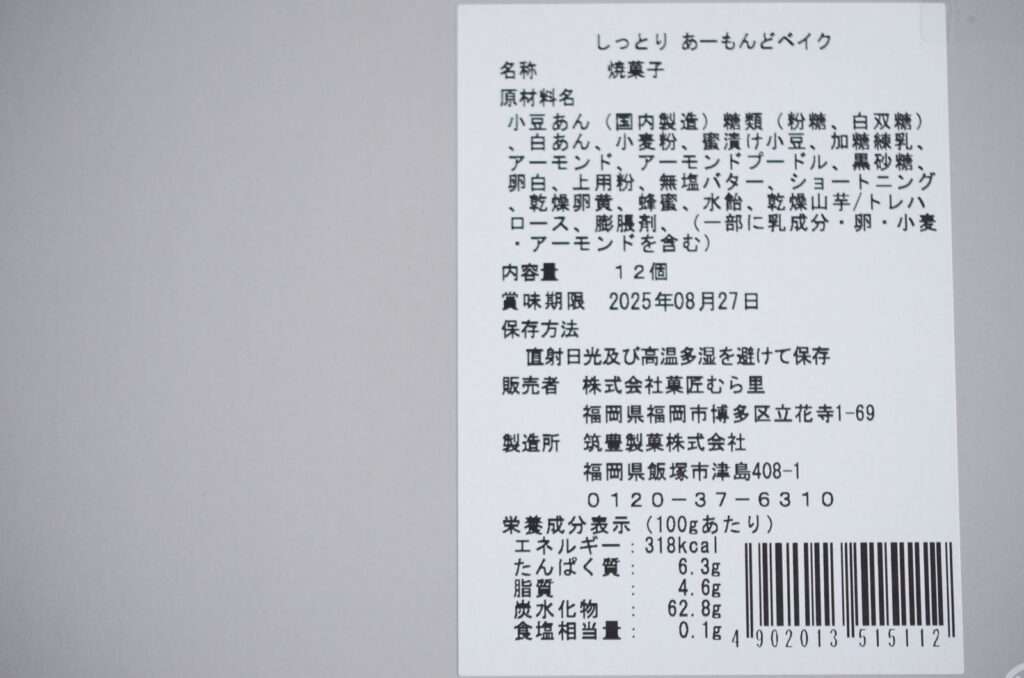 しっとり あーもんどベイク
名称 焼菓子
原材料名
小豆あん（国内製造）糖類（粉糖、白双糖）
、白あん、小麦粉、蜜漬け小豆、加糖練乳、
アーモンド、アーモンドプードル、黒砂糖、
卵白、上用粉、無塩バター、ショートニング
、乾燥卵黄、蜂蜜、水飴、乾燥山芋/トレハ
ロース、膨脹剤、（一部に乳成分・卵・小麦
・アーモンドを含む）
内容量 １２個
賞味期限 2025年08月27日
保存方法
直射日光及び高温多湿を避けて保存
販売者 株式会社菓匠むら里
福岡県福岡市博多区立花寺1-69
製造所 筑豊製菓株式会社
福岡県飯塚市津島408-1
０１２０－３７－６３１０
栄養成分表示（100gあたり）
エネルギー：318kcal
たんぱく質： 6.3g
脂質 ： 4.6g
炭水化物 ： 62.8g
食塩相当量： 0.1g
4 902013 515112